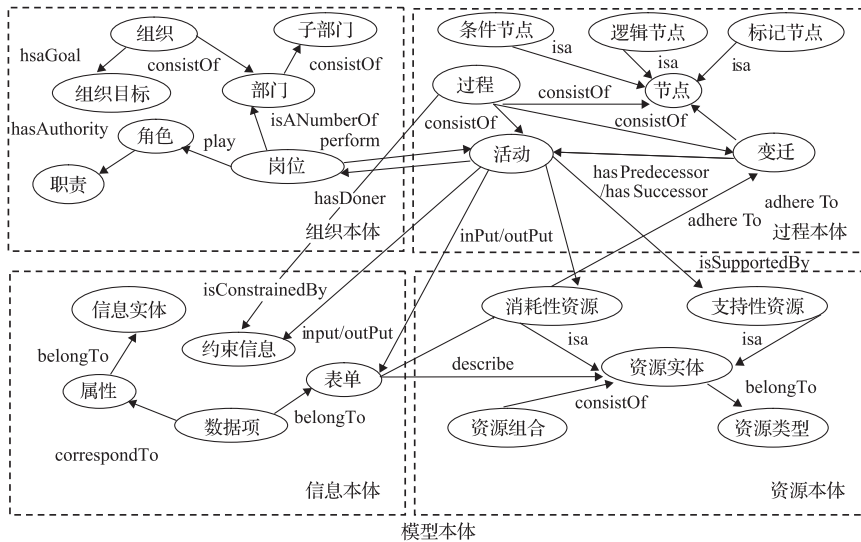 组织
子部门
hsaGoal
consistOf
consistOf
组织目标
部门
hasAuthority
角色
play
isANumberOf
perform
岗位
职责
hasDoner
组织本体
条件节点
逻辑节点
标记节点
isa
isa
isa
过程
consistOf
节点
consistOf
consistOf
活动
变迁
has Predecessor
/has Successor
adhere To
adhere To
过程本体
inPut/outPut
isSupportedBy
信息实体
isConstrainedBy
约束信息
input/outPut
belongTo
属性
表单
数据项
belongTo
correspondTo
信息本体
消耗性资源
支持性资源
isa
isa
describe
资源实体
belongTo
consistOf
资源组合
资源类型
资源本体
模型本体